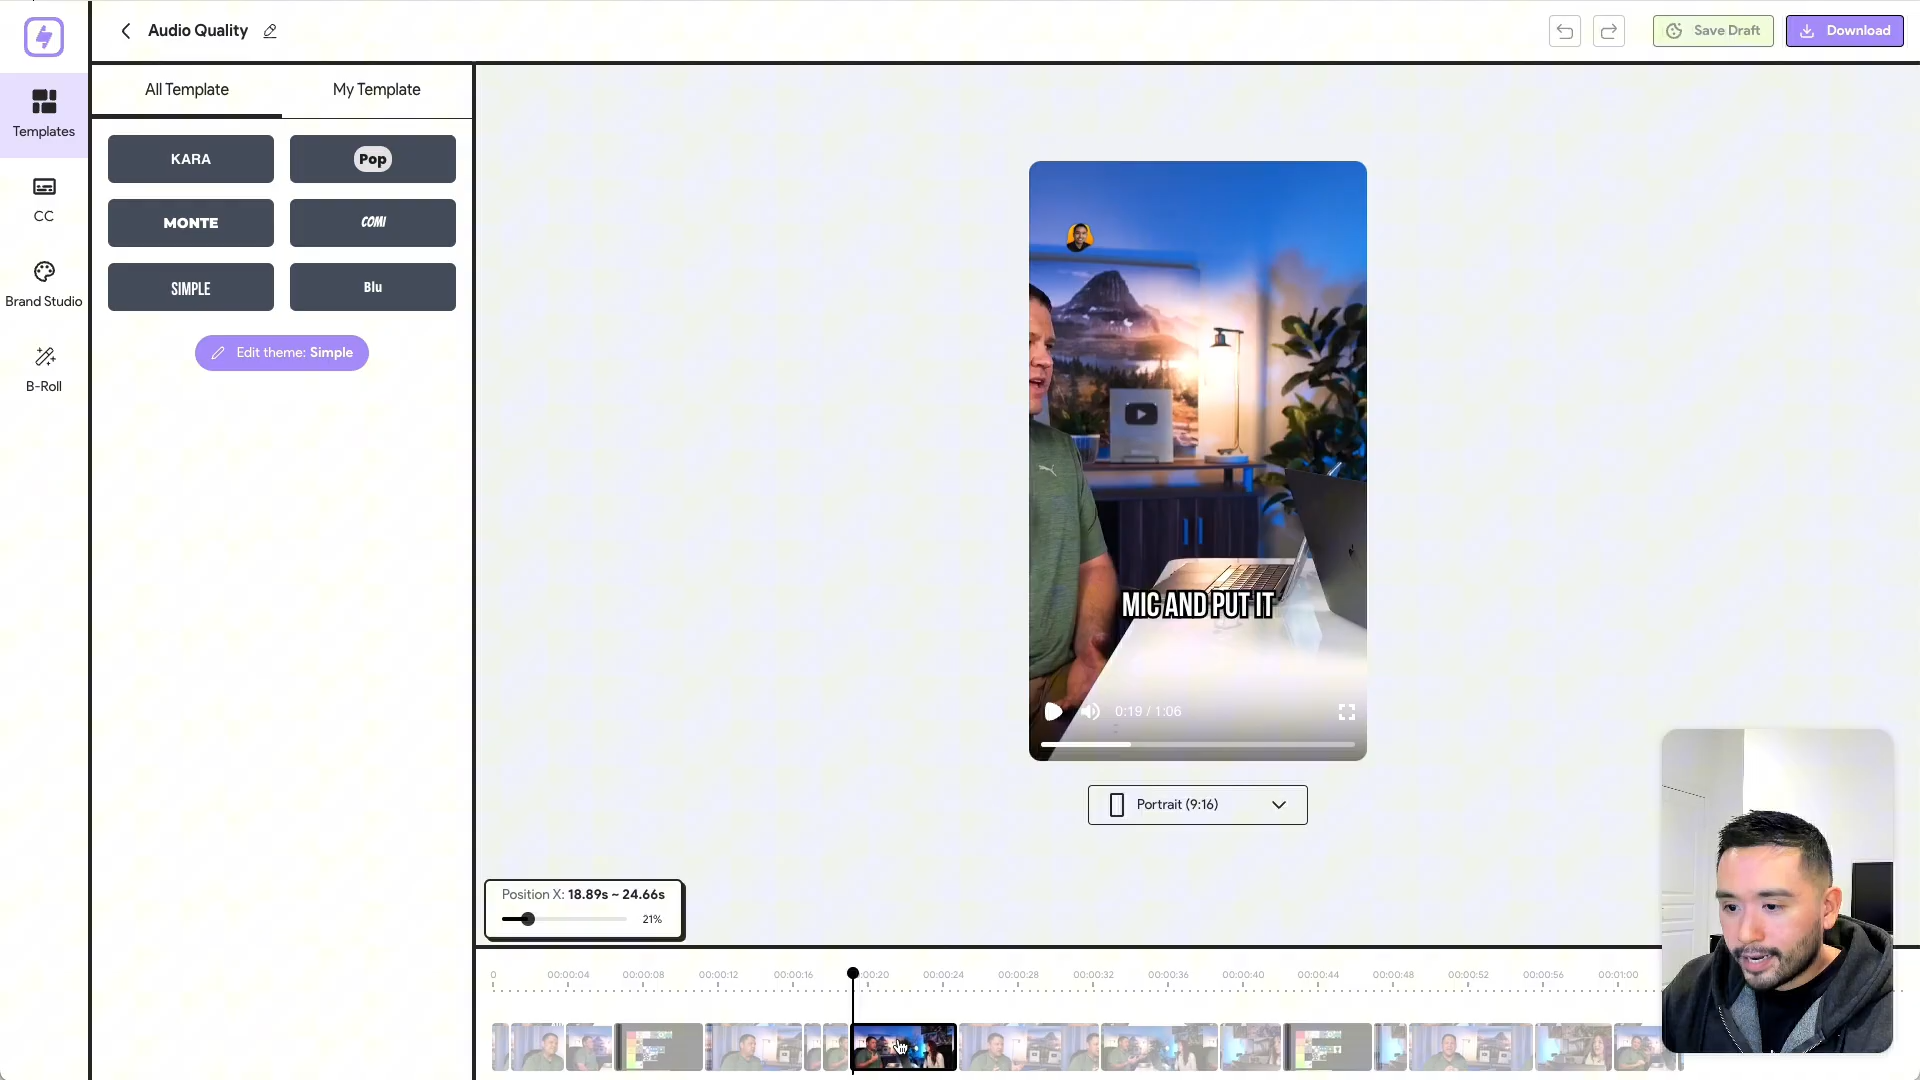 Audio Quality
Save Draft
Download
All Template
My Template
Templates
CC
Brand Studio
B-Roll
KARA
Pop
MONTE
COMI
SIMPLE
Blu
Edit theme: Simple
MIC AND PUT IT
0:19 / 1:06
Portrait (9:16)
Position X: 18.89s ~ 24.66s
21%
0
00:00:04
00:00:08
00:00:12
00:00:16
00:20
00:00:24
00:00:28
00:00:32
00:00:36
00:00:40
00:00:44
00:00:48
00:00:52
00:00:56
00:01:00